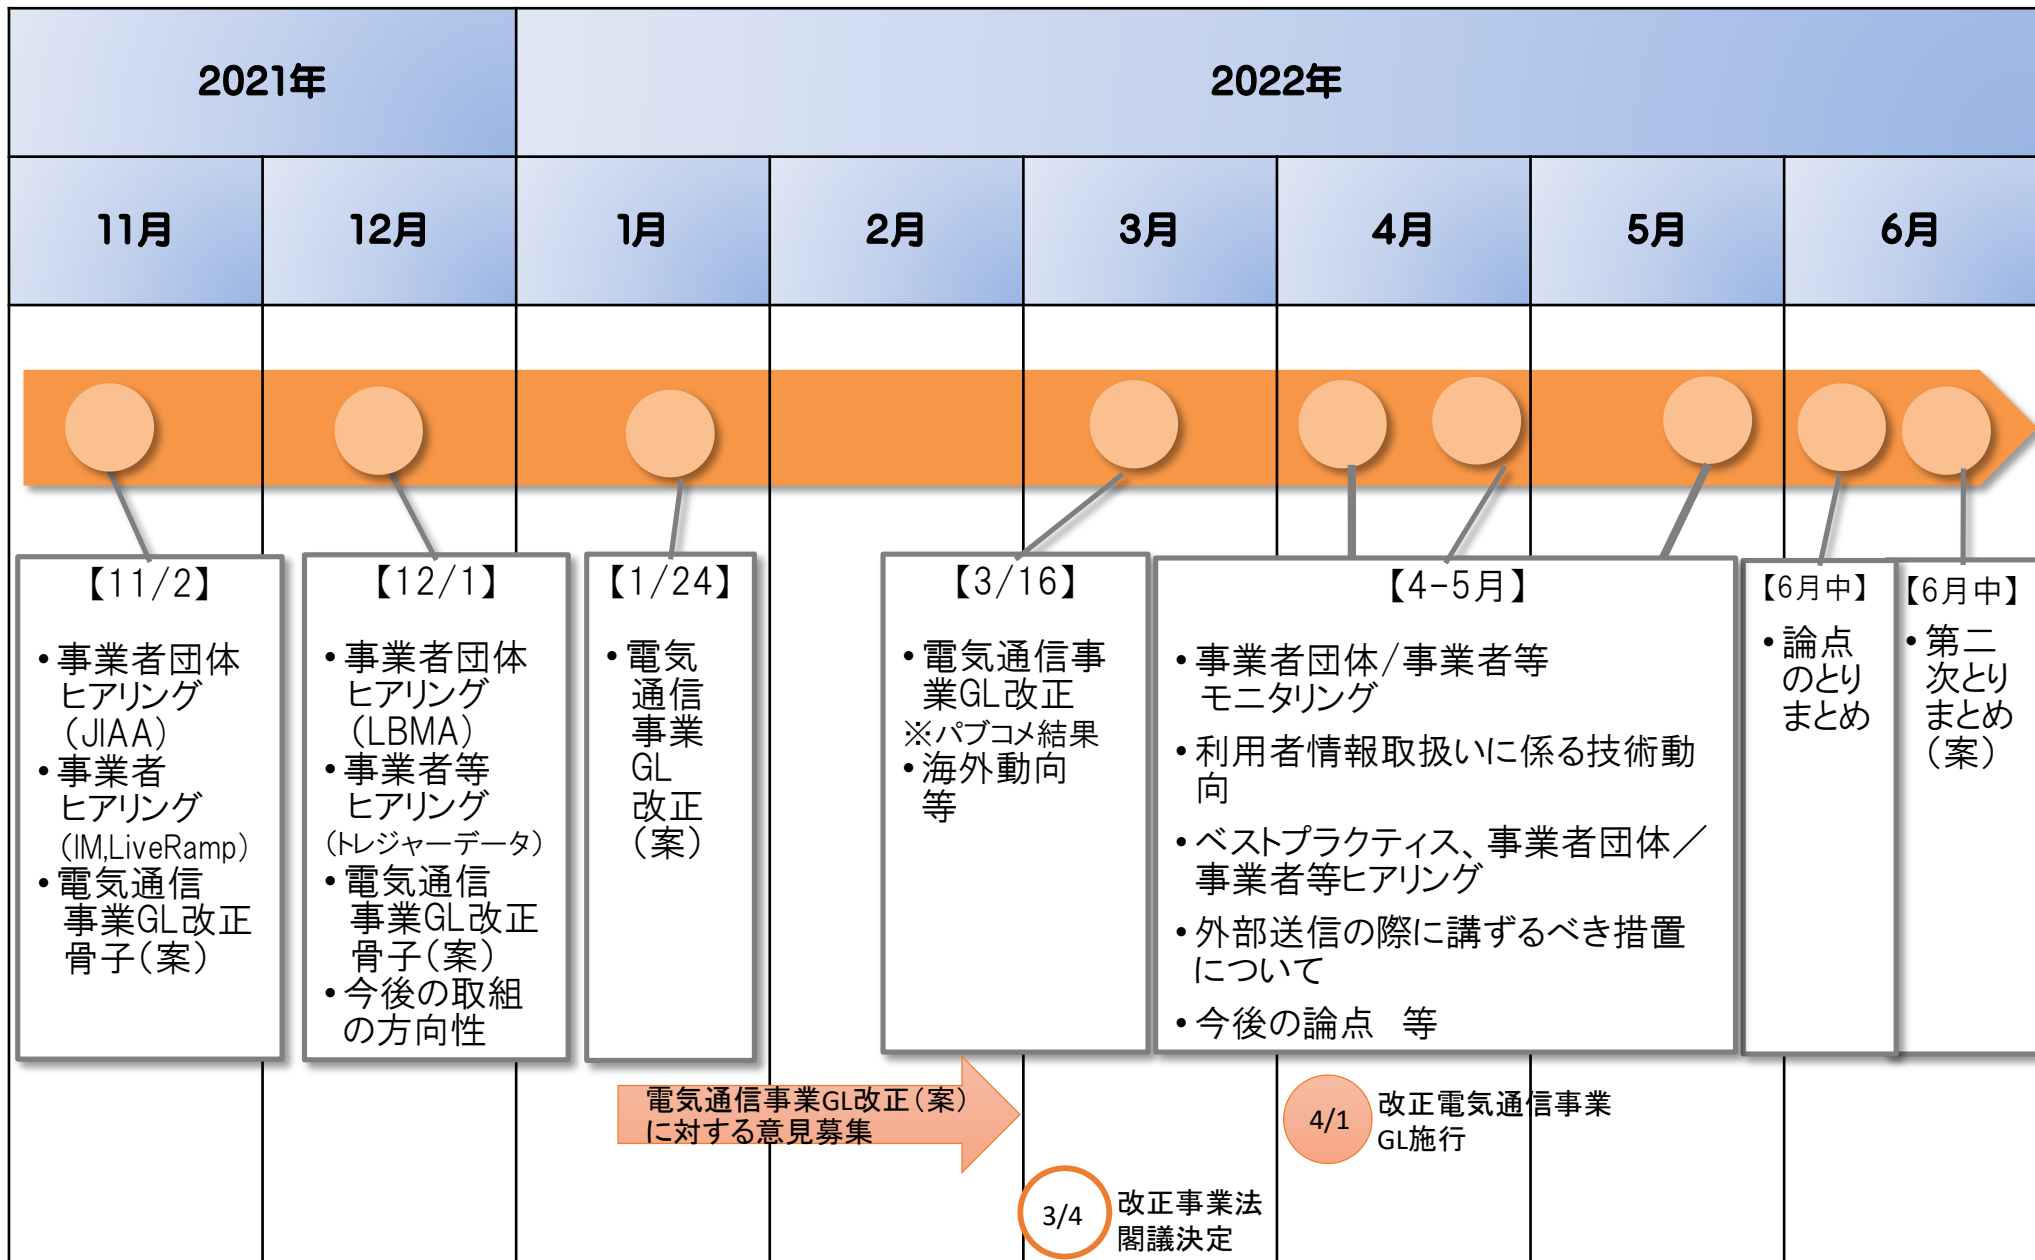 2021年
2022年
11月
12月
1月
2月
3月
4月
5月
6月
【11/2】
•事業者団体
ヒアリング
(JIAA)
•事業者
ヒアリング
(IM,LiveRamp)
•電気通信
事業GL改正
骨子(案)
【12/1】
•事業者団体
ヒアリング
(LBMA)
•事業者等
ヒアリング
(トレジャーデータ)
•電気通信
事業GL改正
骨子(案)
•今後の取組
の方向性
【1/24】
•電気
通信
事業
GL
改正
(案)
【3/16】
•電気通信事
業GL改正
※パブコメ結果
•海外動向
等
【4-5月】
•事業者団体/事業者等
モニタリング
•利用者情報取扱いに係る技術動
向
•ベストプラクティス、事業者団体／
事業者等ヒアリング
•外部送信の際に講ずるべき措置
について
•今後の論点　等
【6月中】
•論点
のとり
まとめ
【6月中】
•第二
次とり
まとめ
(案)
電気通信事業GL改正(案)
に対する意見募集
4/1
改正電気通信事業
GL施行
3/4
改正事業法
閣議決定